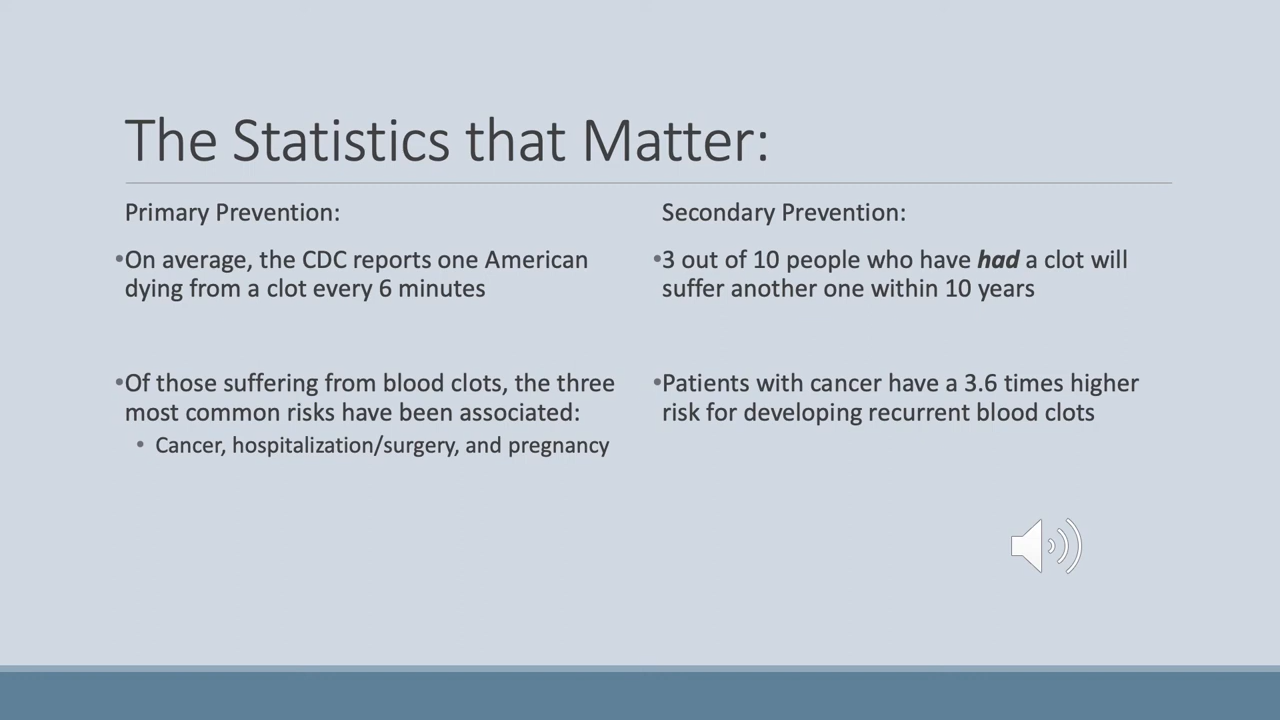 The Statistics that Matter:
Primary Prevention:
•On average, the CDC reports one American
dying from a clot every 6 minutes
•Of those suffering from blood clots, the three
most common risks have been associated:
• Cancer, hospitalization/surgery, and pregnancy
Secondary Prevention:
•3 out of 10 people who have had a clot will
suffer another one within 10 years
•Patients with cancer have a 3.6 times higher
risk for developing recurrent blood clots